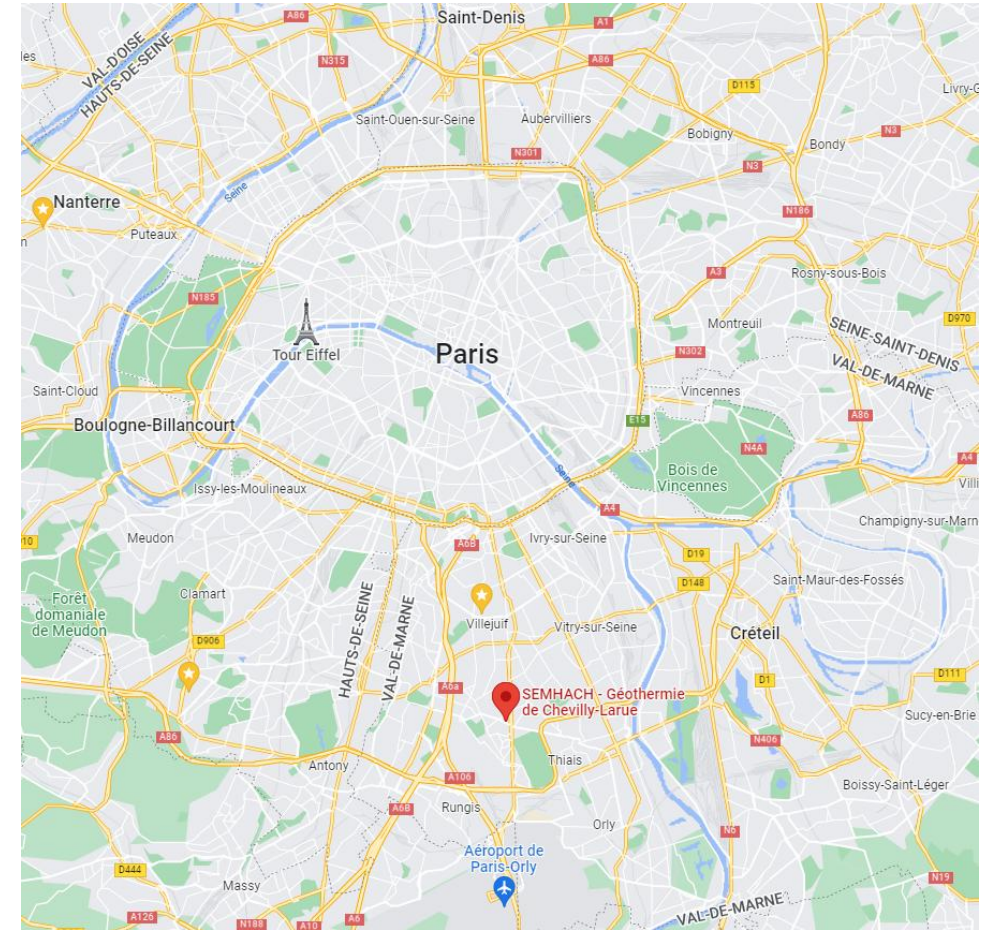 A86
Saint-Denis
A1
VAL-D'OISE
HAUTS-DE-SEINE
N315
A86
les
D115
Livry-G
Saint-Ouen-sur-Seine
Aubervilliers
Bobigny
N3
Bondy
N301
N3
Seine
Nanterre
N186
Puteaux
n
A3
Rosny-sous-Bois
N185
Montreuil
D970
SEINE-SAINT-DENIS
VAL-DE-MARNE
Tour Eiffel
Paris
N302
Saint-Cloud
Vincennes
A86
Boulogne-Billancourt
E15
N4A
A4
Seine
Bois de
Vincennes
Villi
Issy-les-Moulineaux
A4
Champigny-sur-Marn
Meudon
A6B
Ivry-sur-Seine
910
D19
D148
Saint-Maur-des-Fossés
Forêt
domaniale
de Meudon
Clamart
HAUTS-DE-SEINE
VAL-DE-MARNE
Villejuif
Vitry-sur-Seine
Créteil
D906
D111
A6a
SEMHACH - Géothermie
de Chevilly-Larue
D1
Sucy-en-Brie
A86
N406
Antony
Thiais
A106
Boissy-Saint-Léger
A6B
Rungis
Orly
N6
Aéroport de
Paris-Orly
D444
N19
Massy
VAL-DE-MARNE
A126
N188
A10
A6